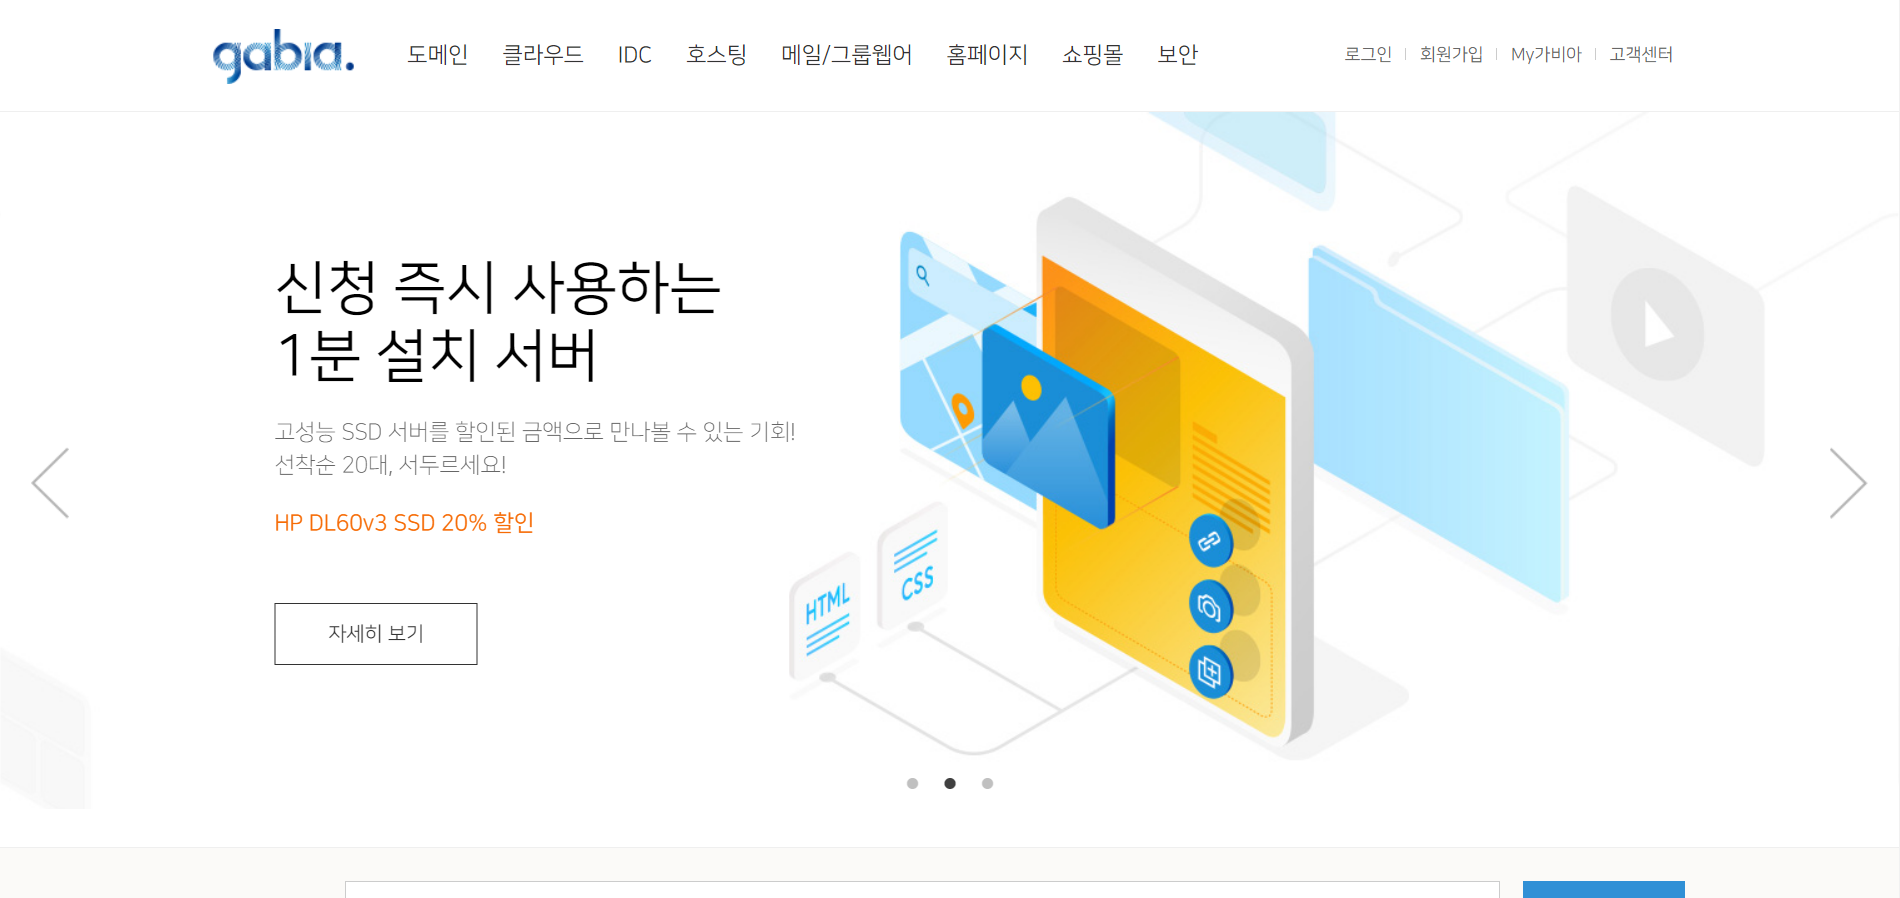 gabia.
도메인 클라우드 IDC 호스팅 메일/그룹웨어 홈페이지 쇼핑몰 보안
로그인 회원가입 My가비아 고객센터
신청 즉시 사용하는
1분 설치 서버
고성능 SSD 서버를 할인된 금액으로 만나볼 수 있는 기회!
선착순 20대, 서두르세요!
HP DL60v3 SSD 20% 할인
자세히 보기
HTML
CSS